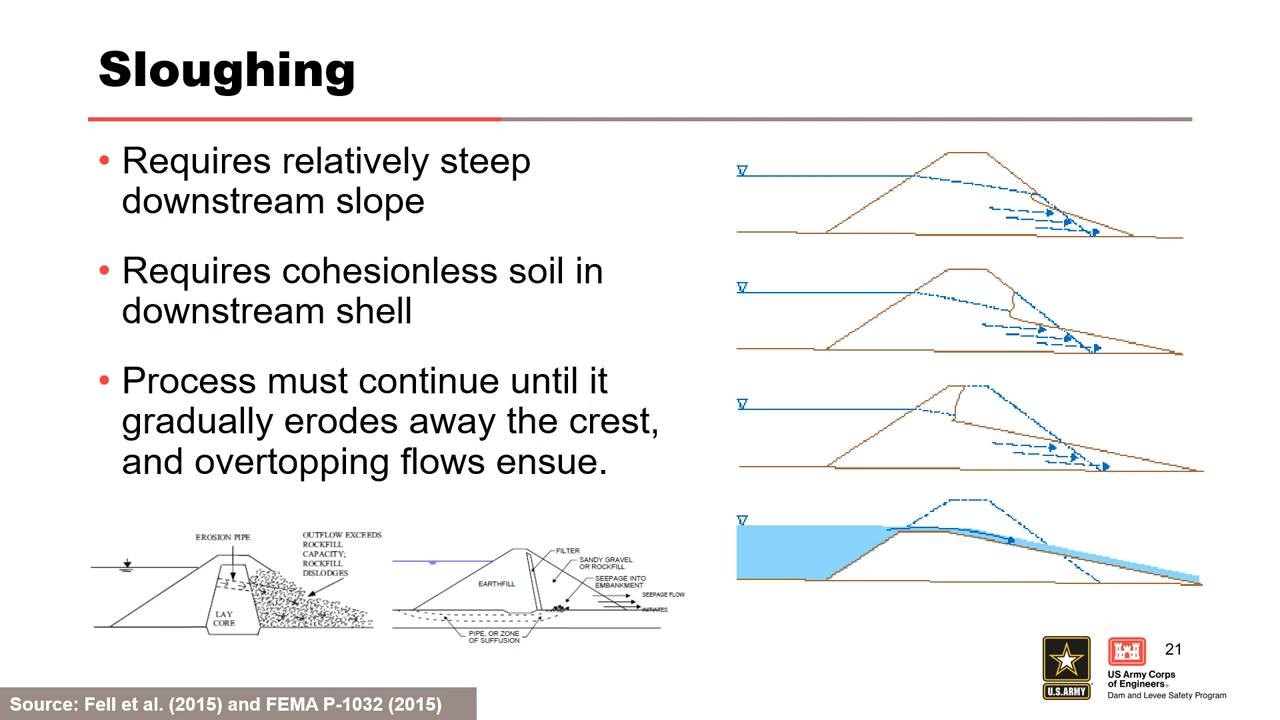 Sloughing
• Requires relatively steep
downstream slope
• Requires cohesionless soil in
downstream shell
• Process must continue until it
gradually erodes away the crest,
and overtopping flows ensue.
EROSION PIPE
OUTFLOW EXCEEDS
ROCKFILL
CAPACITY;
ROCKFILL
DISLODGES
LAY
CORE
FILTER
SANDY GRAVEL
OR ROCKFILL
EARTHFILL
SEEPAGE INTO
EMBANKMENT
SEEPAGE FLOW
INITIATES
PIPE, OR ZONE
OF SUFFUSION
21
U.S.ARMY
US Army Corps
of Engineers®
Dam and Levee Safety Program
Source: Fell et al. (2015) and FEMA P-1032 (2015)